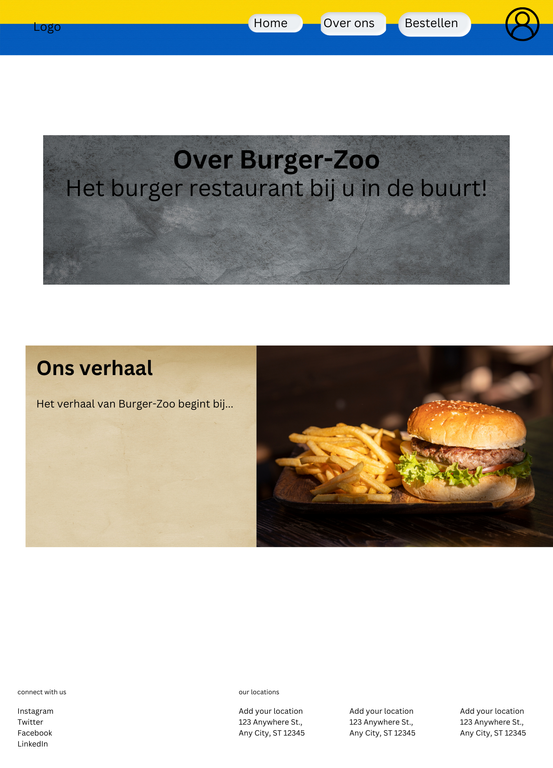 Logo
Home
Over ons
Bestellen
Over Burger-Zoo
Het burger restaurant bij u in de buurt!
Ons verhaal
Het verhaal van Burger-Zoo begint bij...
connect with us
Instagram
Twitter
Facebook
LinkedIn
our locations
Add your location
123 Anywhere St.,
Any City, ST 12345
Add your location
123 Anywhere St.,
Any City, ST 12345
Add your location
123 Anywhere St.,
Any City, ST 12345